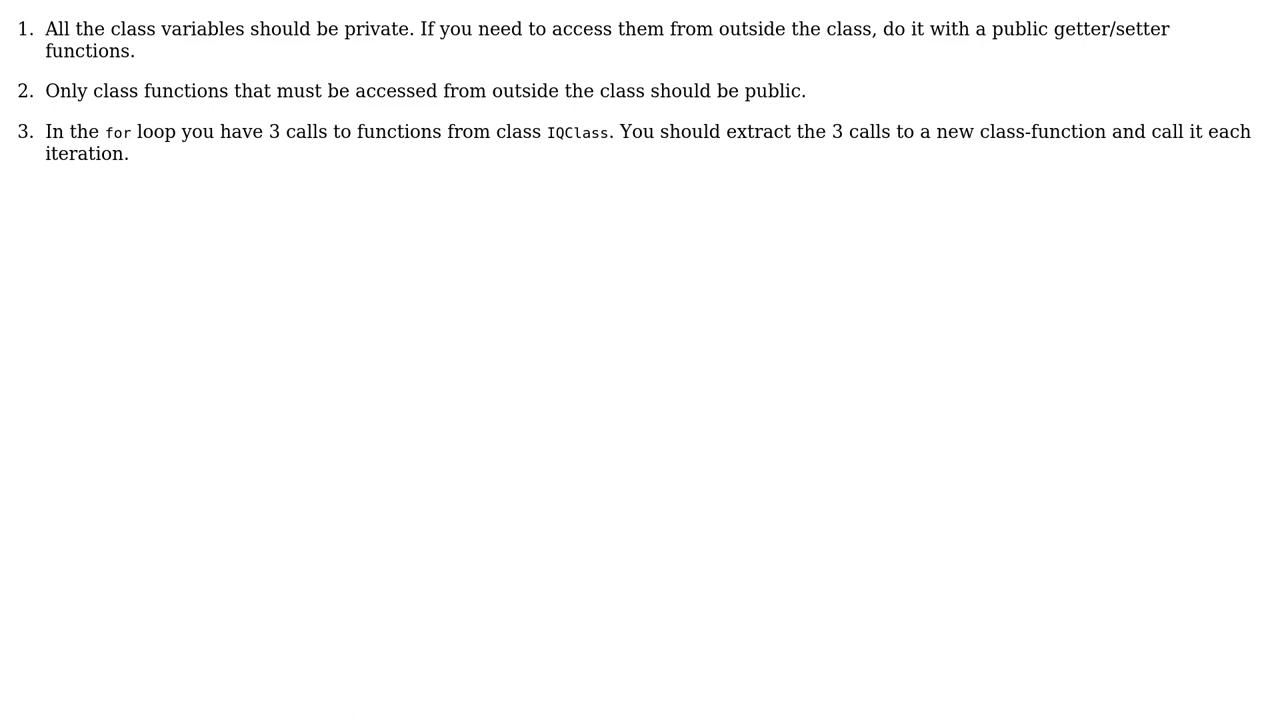 1. All the class variables should be private. If you need to access them from outside the class, do it with a public getter/setter
functions.
2. Only class functions that must be accessed from outside the class should be public.
3. In the for loop you have 3 calls to functions from class IQClass. You should extract the 3 calls to a new class-function and call it each
iteration.